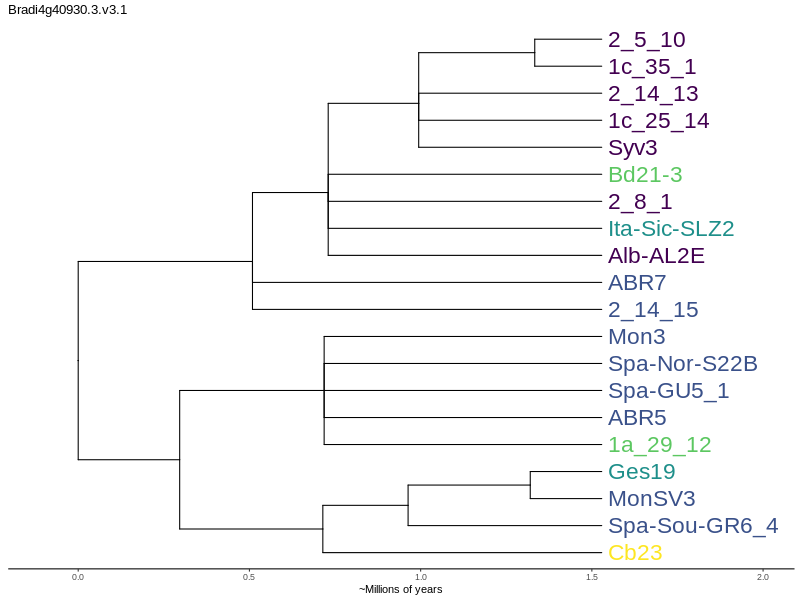 Bradi4g40930.3.v3.1
2_5_10
1c_35_1
2_14_13
1c_25_14
Syv3
Bd21-3
2_8_1
Ita-Sic-SLZ2
Alb-AL2E
ABR7
2_14_15
Mon3
Spa-Nor-S22B
Spa-GU5_1
ABR5
1a_29_12
Ges19
MonSV3
Spa-Sou-GR6_4
Cb23
0.0 0.5 1.0 1.5 2.0
~Millions of years